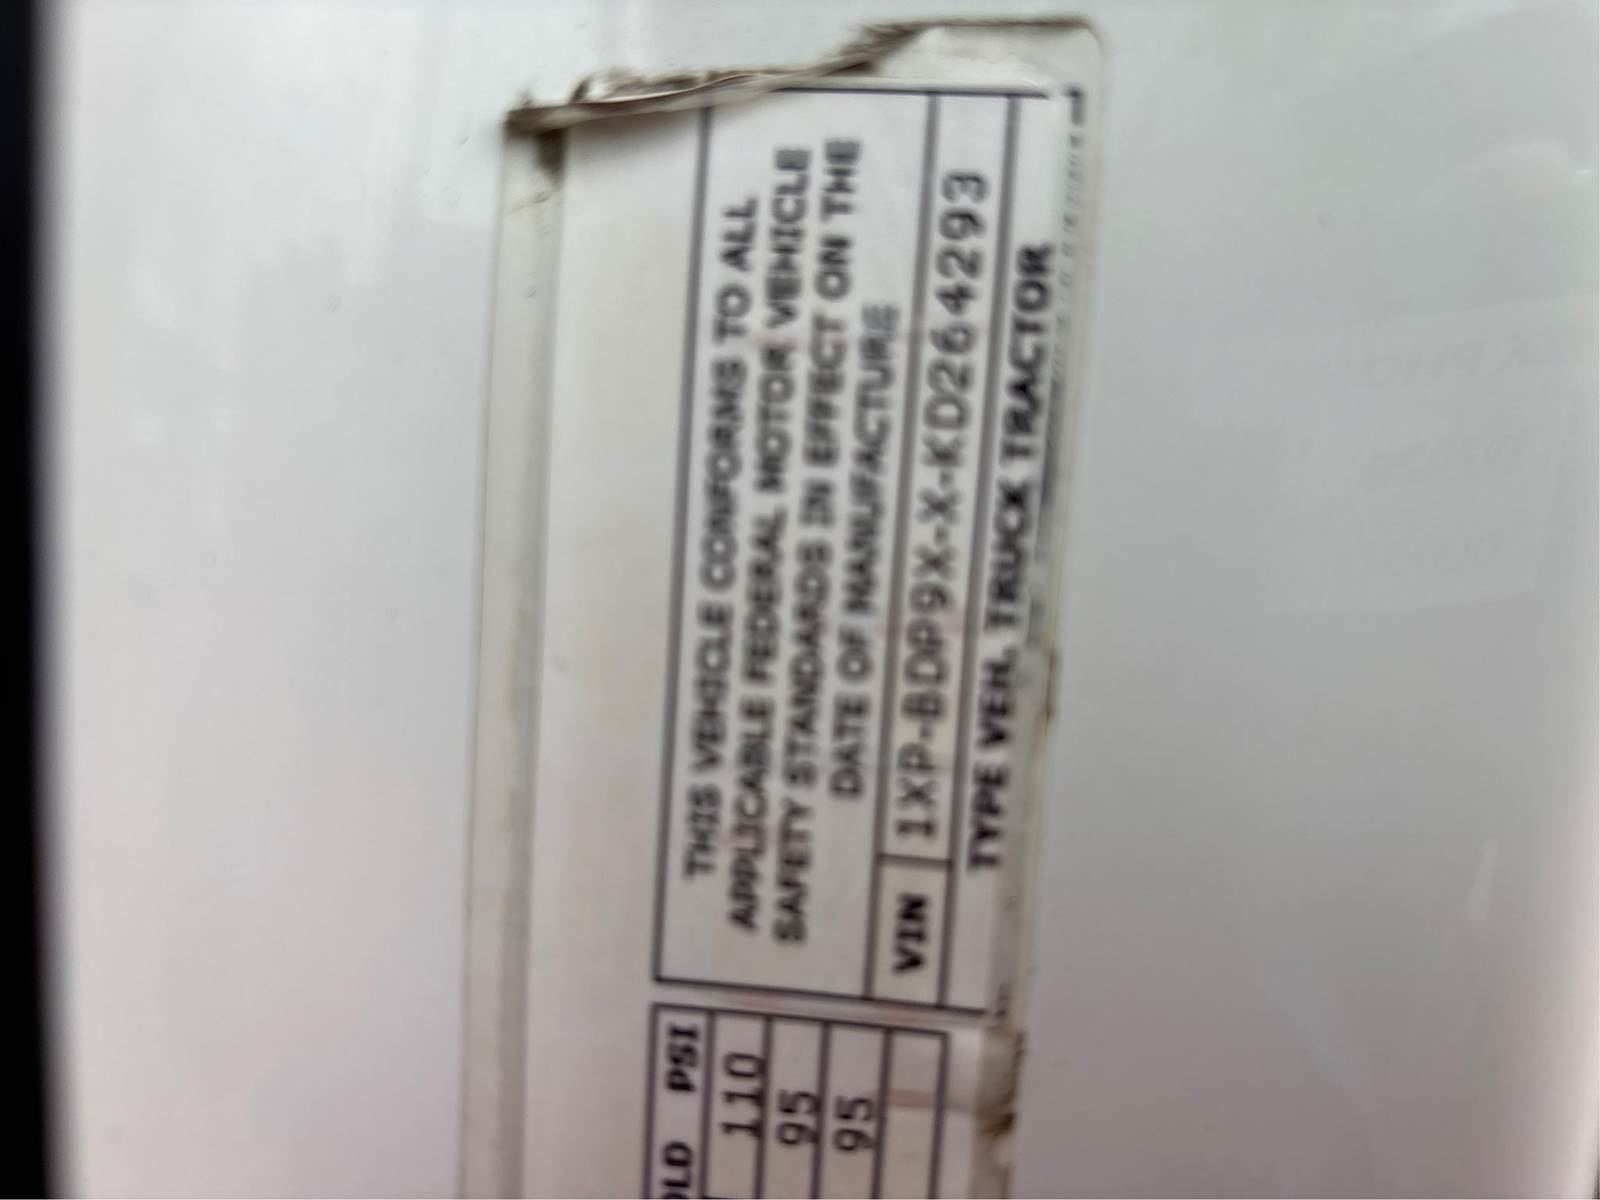 THIS VEHICLE CONFORMS TO ALL
APPLICABLE FEDERAL MOTOR VEHICLE
SAFETY STANDARDS IN EFFECT ON THE
DATE OF MANUFACTURE
VIN 1XP-BDP9X-X-KD264293
TYPE VEH. TRUCK TRACTOR
OLD PSI
110
95
95